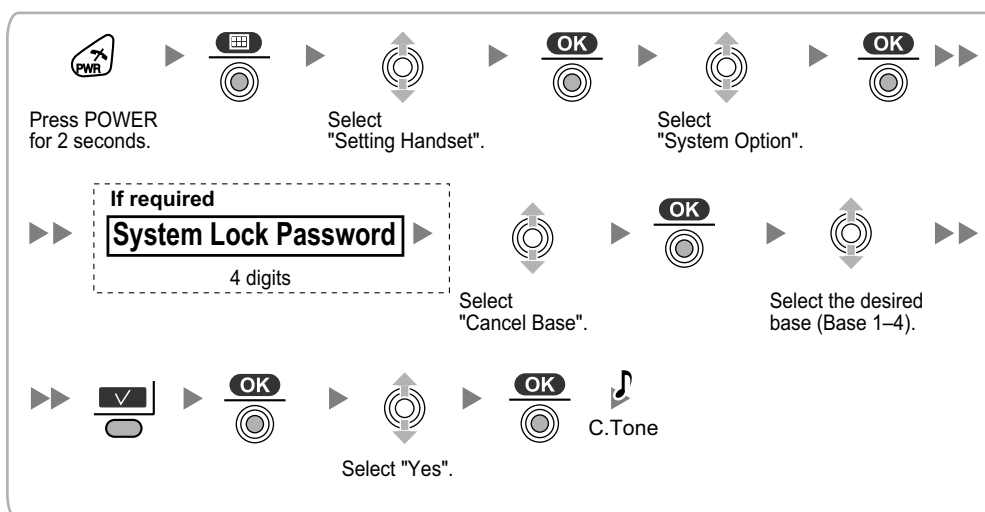 PWR
OK
OK
Press POWER
for 2 seconds.
Select
"Setting Handset".
Select
"System Option".
If required
System Lock Password
4 digits
OK
Select
"Cancel Base".
Select the desired
base (Base 1–4).
OK
OK
C.Tone
Select "Yes".